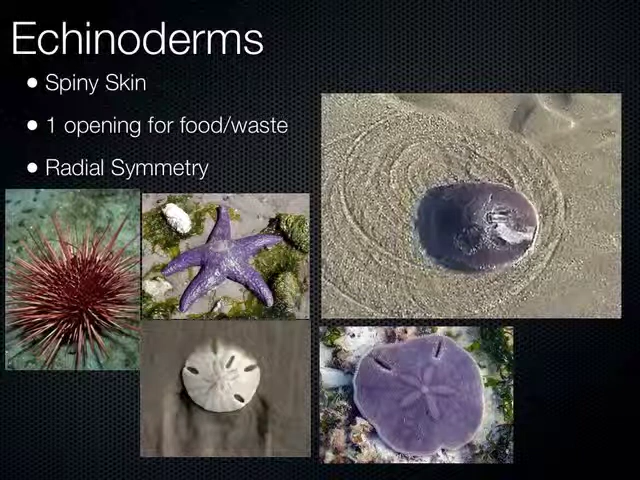 Echinoderms
• Spiny Skin
• 1 opening for food/waste
• Radial Symmetry